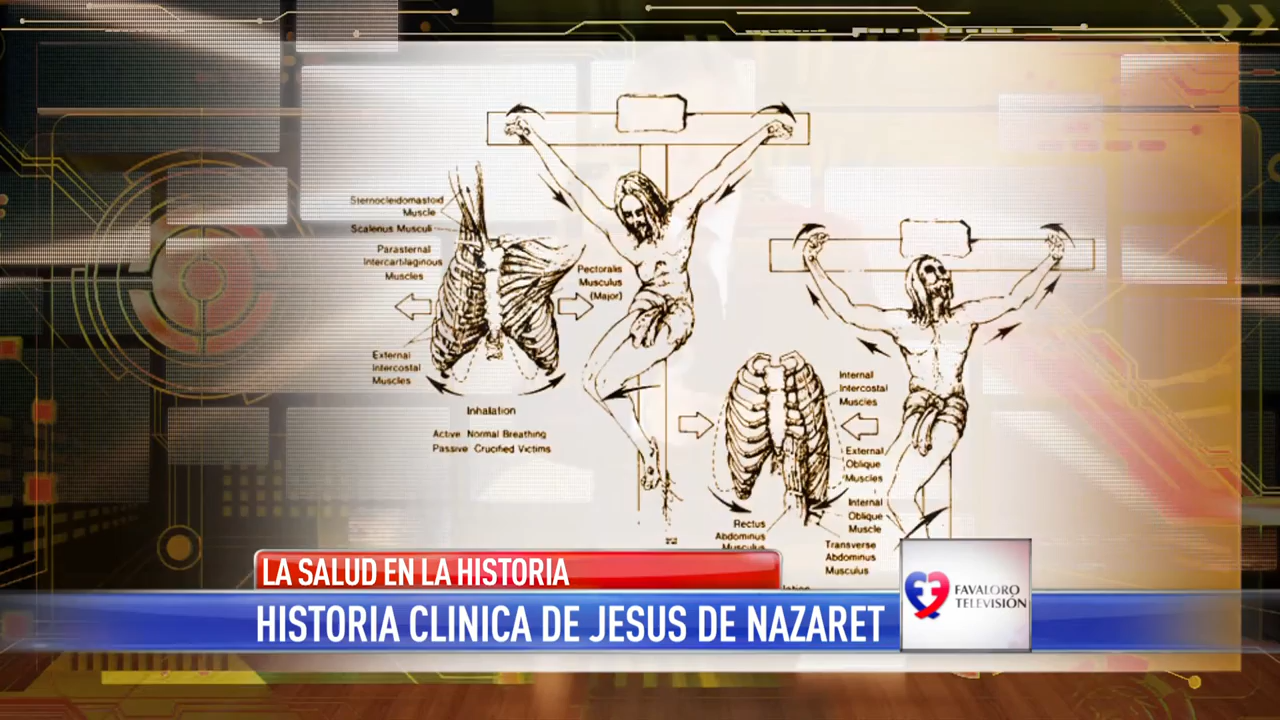 Sternocleidomastoid
Muscle
Scalenus Musculi
Parasternal
Intercartilaginous
Muscles
Pectoralis
Musculus
(Major)
External
Intercostal
Muscles
Inhalation
Active Normal Breathing
Passive Crucified Victims
Internal
Intercostal
Muscles
External
Oblique
Muscles
Internal
Oblique
Muscle
Rectus
Abdominus
Musculus
Transverse
Abdominus
Musculus
LA SALUD EN LA HISTORIA
HISTORIA CLINICA DE JESUS DE NAZARET
FAVALORO
TELEVISIÓN